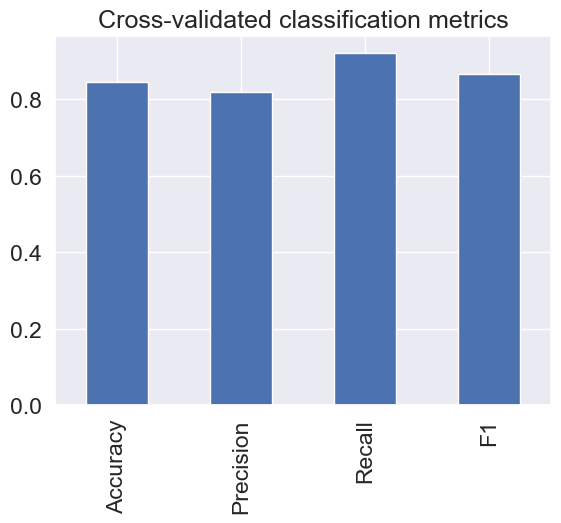 Cross-validated classification metrics
0.8
0.6
0.4
0.2
0.0
Accuracy
Precision
Recall
F1